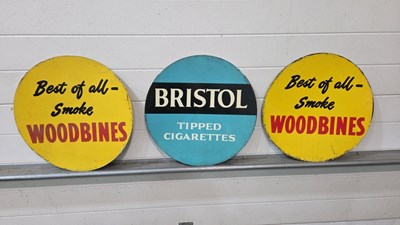 Best of all -
Smoke
WOODBINES
BRISTOL
TIPPED
CIGARETTES
Best of all -
Smoke
WOODBINES